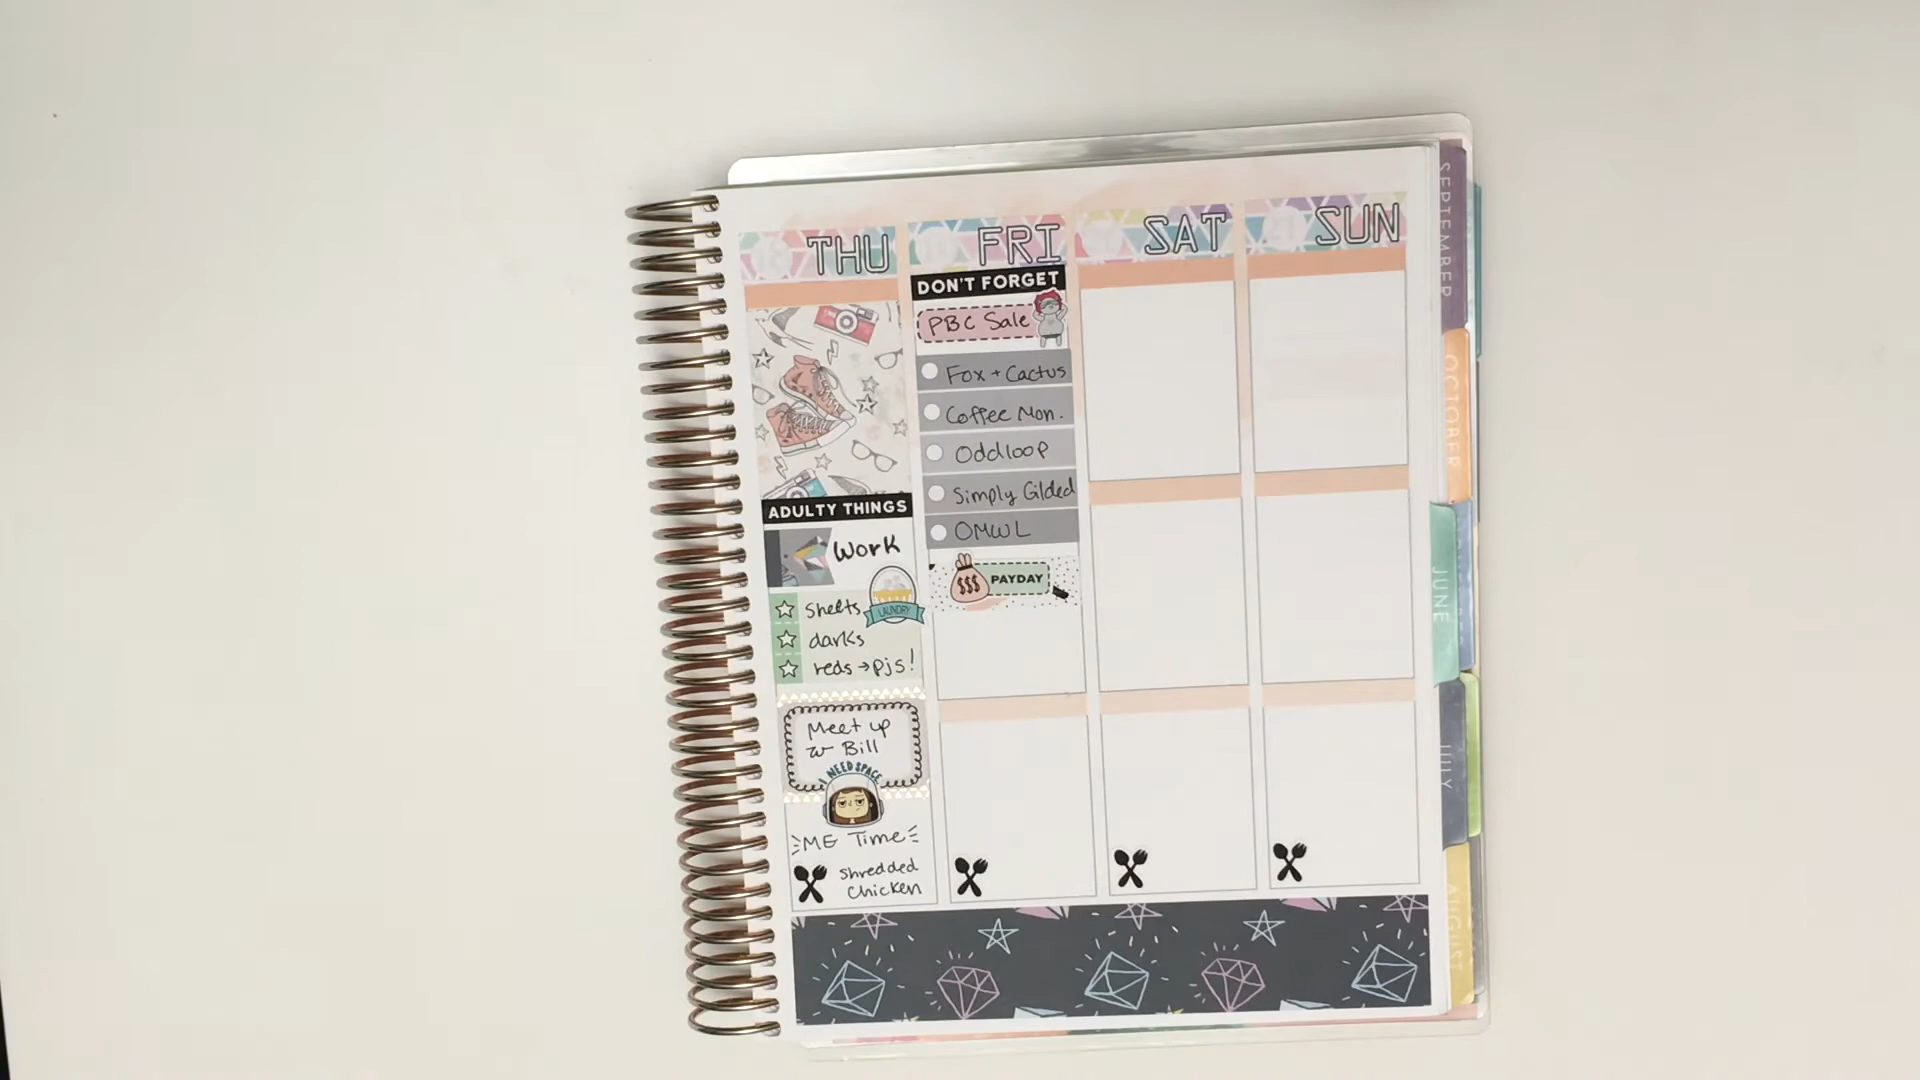 THU
FRI
SAT
SUN
ADULTY THINGS
Work
LAUNDRY
sheets
darks
reds → pjs!
Meet up
w Bill
I NEED SPACE
ME Time
Shredded
Chicken
DON'T FORGET
PBC Sale
Fox + Cactus
Coffee Mon.
Oddloop
Simply Gilded
OMWL
$$$
PAYDAY
SEPTEMBER
OCTOBER
JUNE
JULY
AUGUST